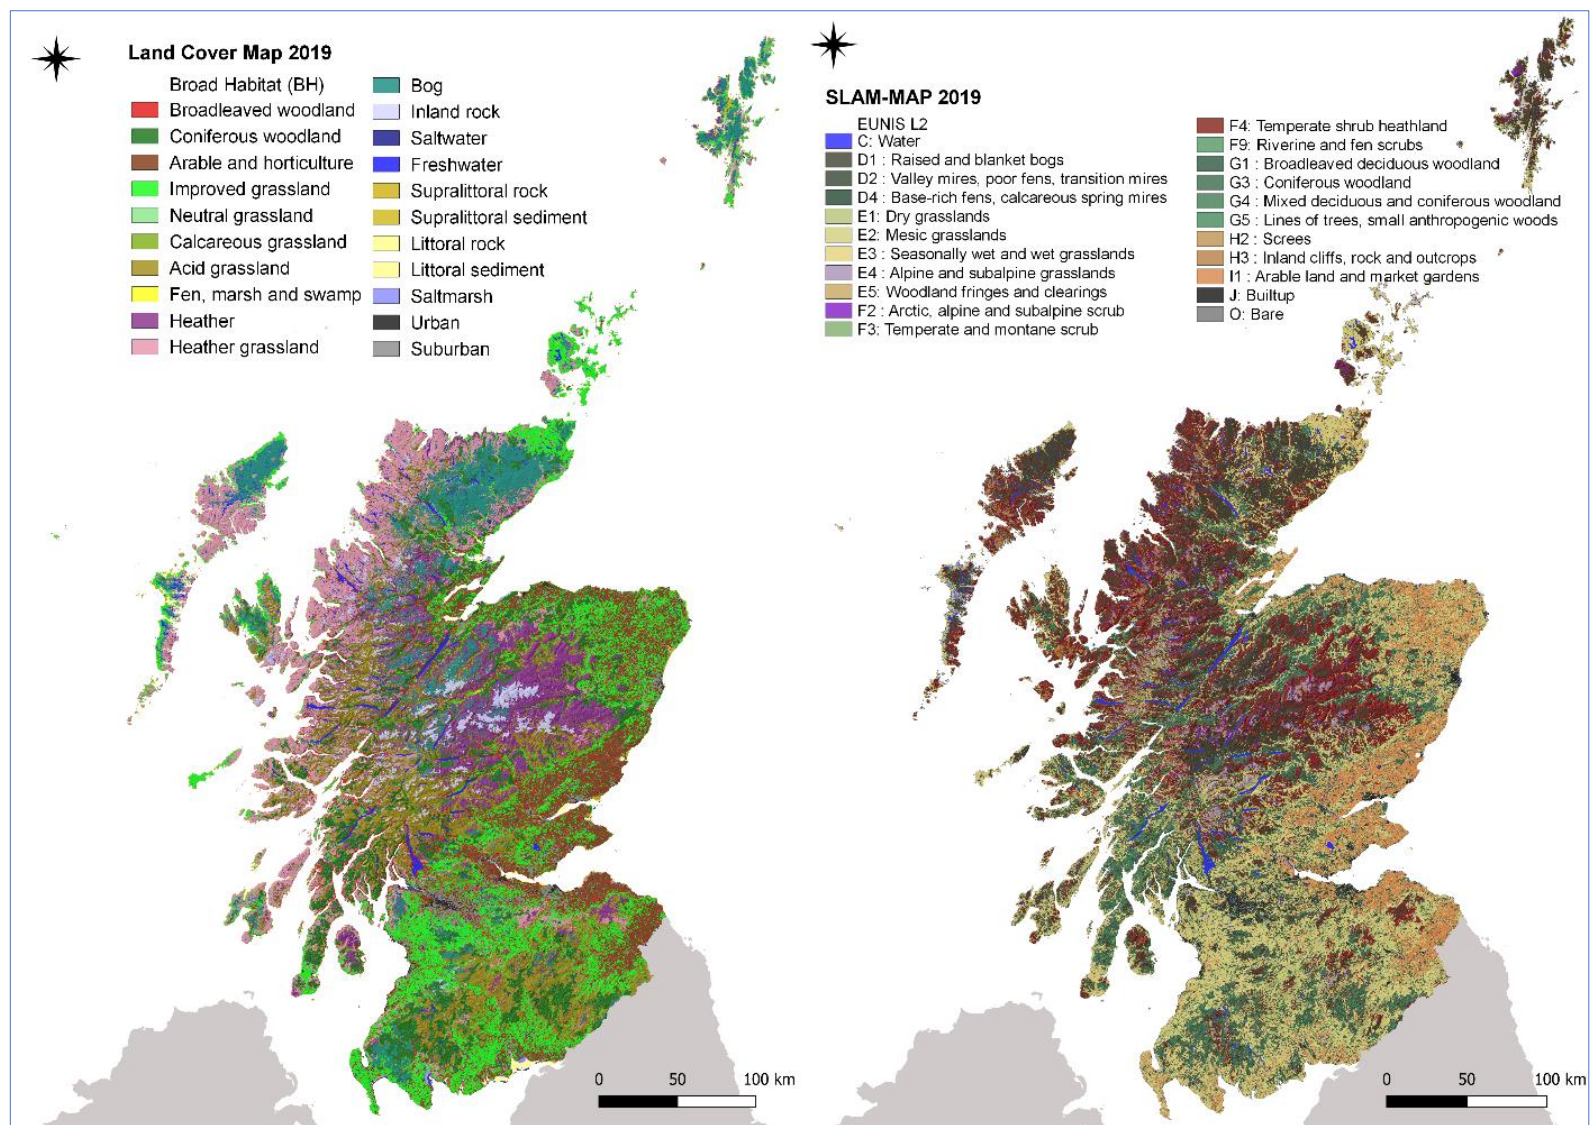 Land Cover Map 2019
Broad Habitat (BH)
Broadleaved woodland
Coniferous woodland
Arable and horticulture
Improved grassland
Neutral grassland
Calcareous grassland
Acid grassland
Fen, marsh and swamp
Heather
Heather grassland
Bog
Inland rock
Saltwater
Freshwater
Supralittoral rock
Supralittoral sediment
Littoral rock
Littoral sediment
Saltmarsh
Urban
Suburban
0 50 100 km
SLAM-MAP 2019
EUNIS L2
C: Water
D1 : Raised and blanket bogs
D2 : Valley mires, poor fens, transition mires
D4 : Base-rich fens, calcareous spring mires
E1: Dry grasslands
E2: Mesic grasslands
E3 : Seasonally wet and wet grasslands
E4 : Alpine and subalpine grasslands
E5: Woodland fringes and clearings
F2 : Arctic, alpine and subalpine scrub
F3: Temperate and montane scrub
F4: Temperate shrub heathland
F9: Riverine and fen scrubs
G1 : Broadleaved deciduous woodland
G3 : Coniferous woodland
G4 : Mixed deciduous and coniferous woodland
G5 : Lines of trees, small anthropogenic woods
H2 : Screes
H3 : Inland cliffs, rock and outcrops
I1 : Arable land and market gardens
J: Builtup
O: Bare
0 50 100 km